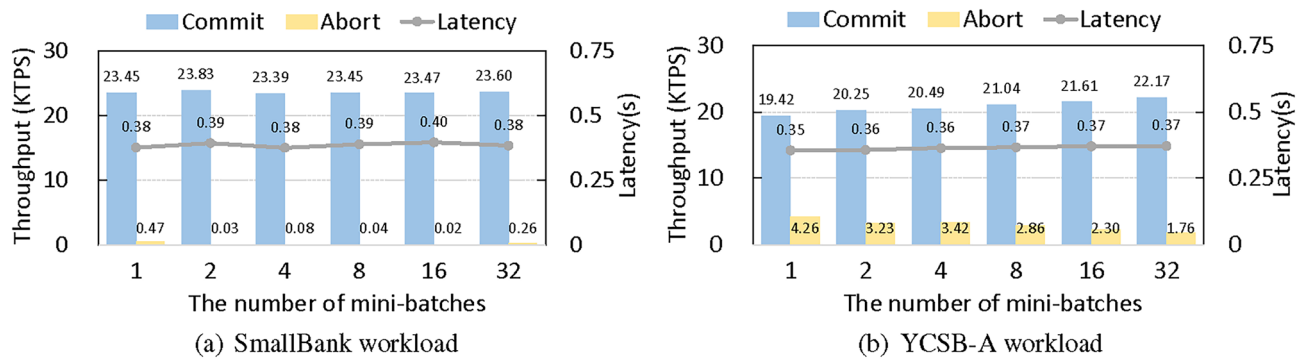 Commit Abort Latency
Throughput (KTPS)
30
20
10
0
23.45 23.83 23.39 23.45 23.47 23.60
0.38 0.39 0.38 0.39 0.40 0.38
0.47 0.03 0.08 0.04 0.02 0.26
0.75
0.5
0.25
0
Latency(s)
1 2 4 8 16 32
The number of mini-batches
(a) SmallBank workload
Commit Abort Latency
Throughput (KTPS)
30
20
10
0
19.42 20.25 20.49 21.04 21.61 22.17
0.35 0.36 0.36 0.37 0.37 0.37
4.26 3.23 3.42 2.86 2.30 1.76
0.75
0.5
0.25
0
Latency(s)
1 2 4 8 16 32
The number of mini-batches
(b) YCSB-A workload